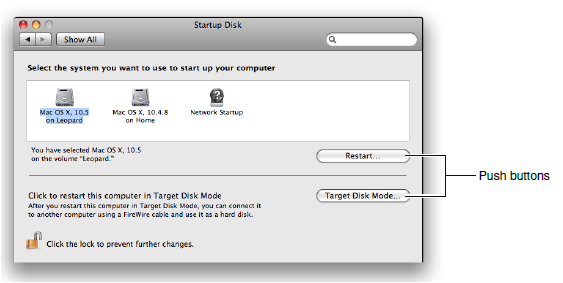 Startup Disk
Show All
Select the system you want to use to start up your computer
Mac OS X, 10.5
on Leopard
Mac OS X, 10.4.8
on Home
Network Startup
You have selected Mac OS X, 10.5
on the volume “Leopard.”
Restart...
Push buttons
Click to restart this computer in Target Disk Mode
After you restart this computer in Target Disk Mode, you can connect it
to another computer using a FireWire cable and use it as a hard disk.
Target Disk Mode...
Click the lock to prevent further changes.